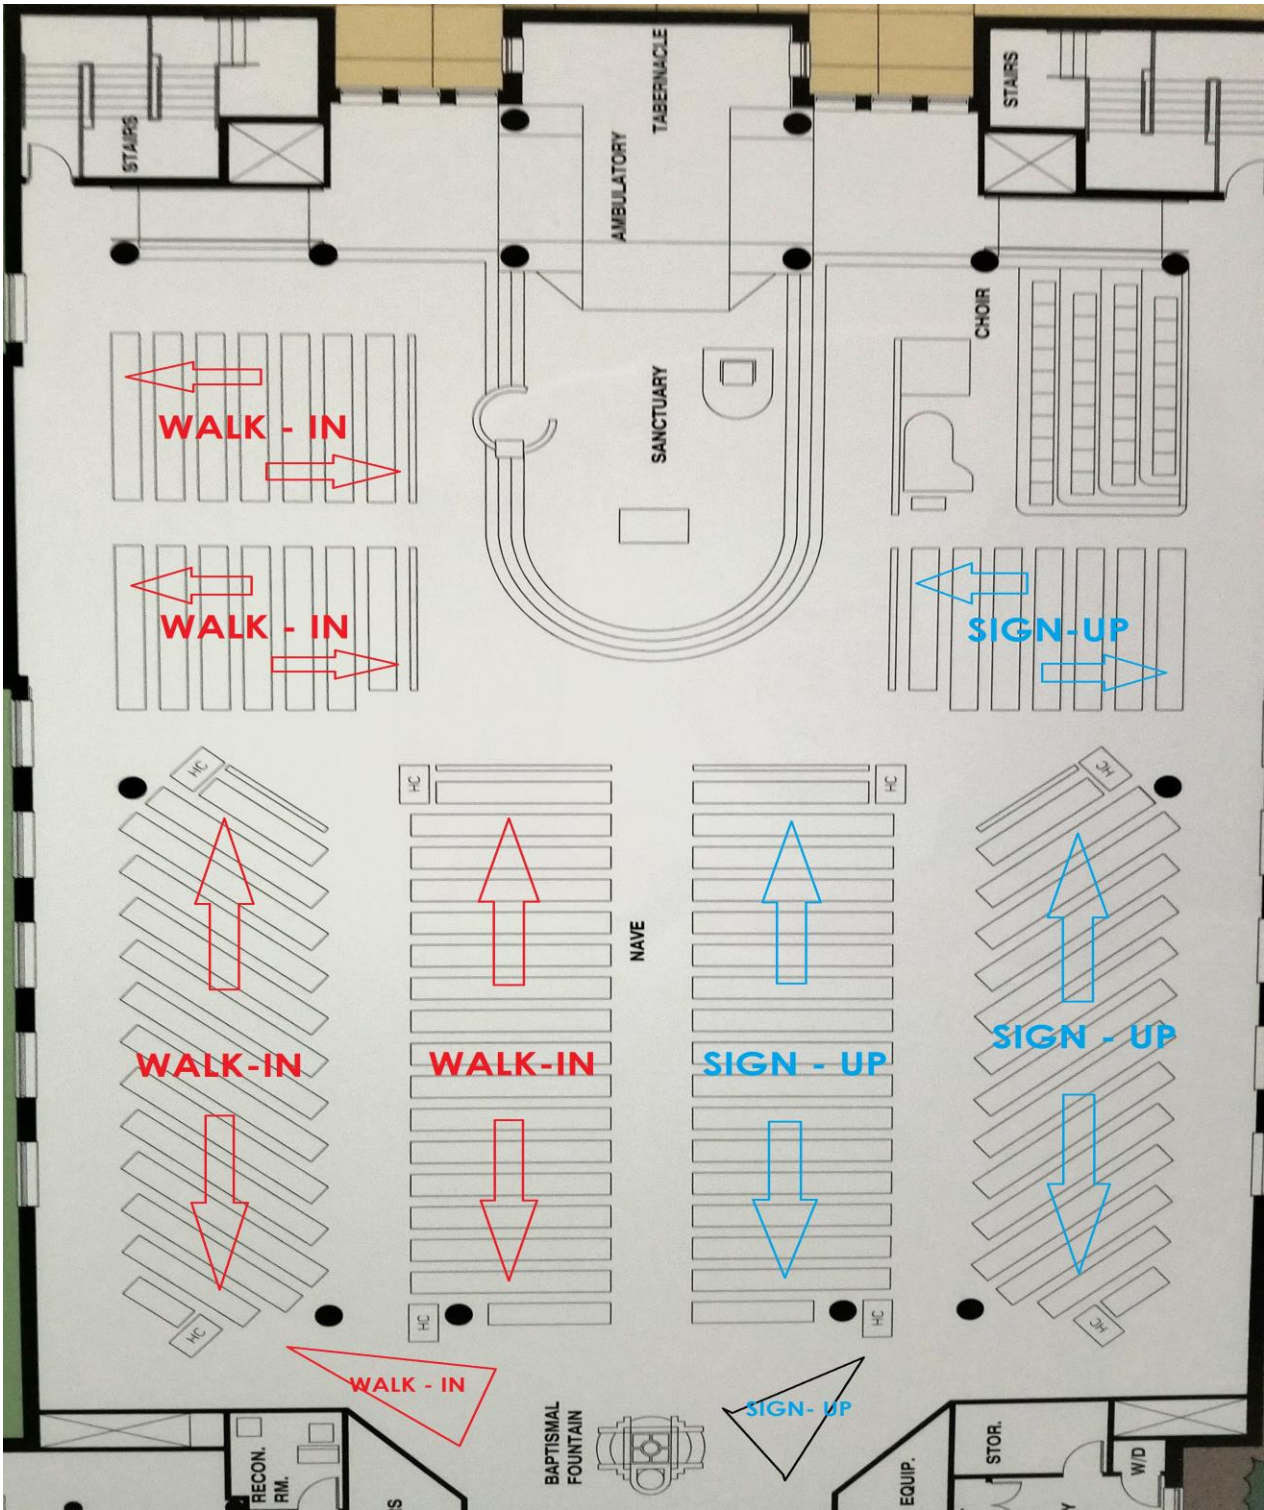 STAIRS
TABERNACLE
STAIRS
AMBULATORY
CHOIR
SANCTUARY
WALK - IN
WALK - IN
SIGN-UP
HC
HC
HC
HC
NAVE
WALK-IN
WALK-IN
SIGN - UP
SIGN - UP
HC
HC
HC
HC
WALK - IN
SIGN- UP
BAPTISMAL
FOUNTAIN
RECON.
RM.
EQUIP.
STOR.
W/D